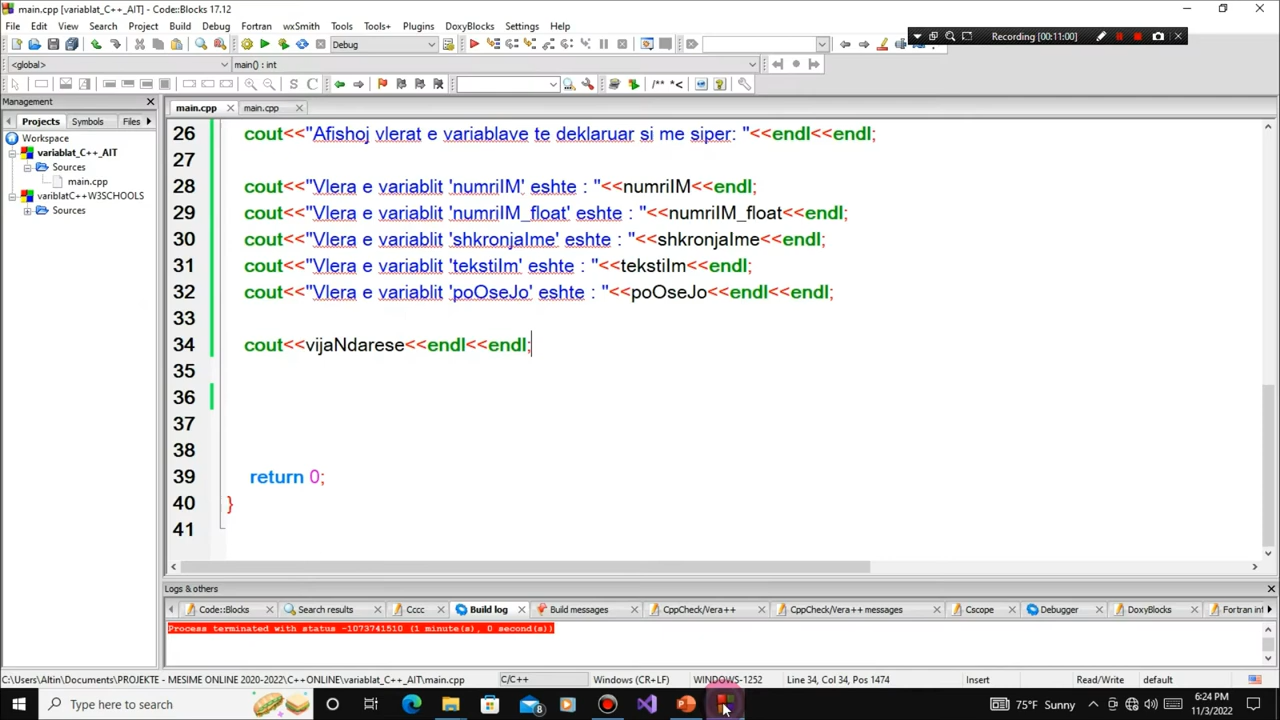 main.cpp [variablat_C++_AIT] - Code::Blocks 17.12
File Edit View Search Project Build Debug Fortran wxSmith Tools Tools+ Plugins DoxyBlocks Settings Help
Recording [00:11:00]
Debug
<global> main() : int
S C /** *<
Management
Projects Symbols Files
main.cpp main.cpp
Workspace
variablat_C++_AIT
Sources
main.cpp
variblatC++W3SCHOOLS
Sources
26 cout<<"Afishoj vlerat e variablave te deklaruar si me siper: "<<endl<<endl;
27
28 cout<<"Vlera e variablit 'numriIM' eshte : "<<numriIM<<endl;
29 cout<<"Vlera e variablit 'numriIM_float' eshte : "<<numriIM_float<<endl;
30 cout<<"Vlera e variablit 'shkronjaIme' eshte : "<<shkronjaIme<<endl;
31 cout<<"Vlera e variablit 'tekstiIm' eshte : "<<tekstiIm<<endl;
32 cout<<"Vlera e variablit 'poOseJo' eshte : "<<poOseJo<<endl<<endl;
33
34 cout<<vijaNdarese<<endl<<endl;
35
36
37
38
39 return 0;
40 }
41
Logs & others
Code::Blocks Search results Cccc Build log Build messages CppCheck/Vera++ CppCheck/Vera++ messages Cscope Debugger DoxyBlocks Fortran inf
Process terminated with status -1073741510 (1 minute(s), 0 second(s))
C:\Users\Altin\Documents\PROJEKTE - MESIME ONLINE 2020-2022\C++ONLINE\variablat_C++_AIT\main.cpp C/C++ Windows (CR+LF) WINDOWS-1252 Line 34, Col 34, Pos 1474 Insert Read/Write default
Type here to search
8
75°F Sunny
6:24 PM
11/3/2022